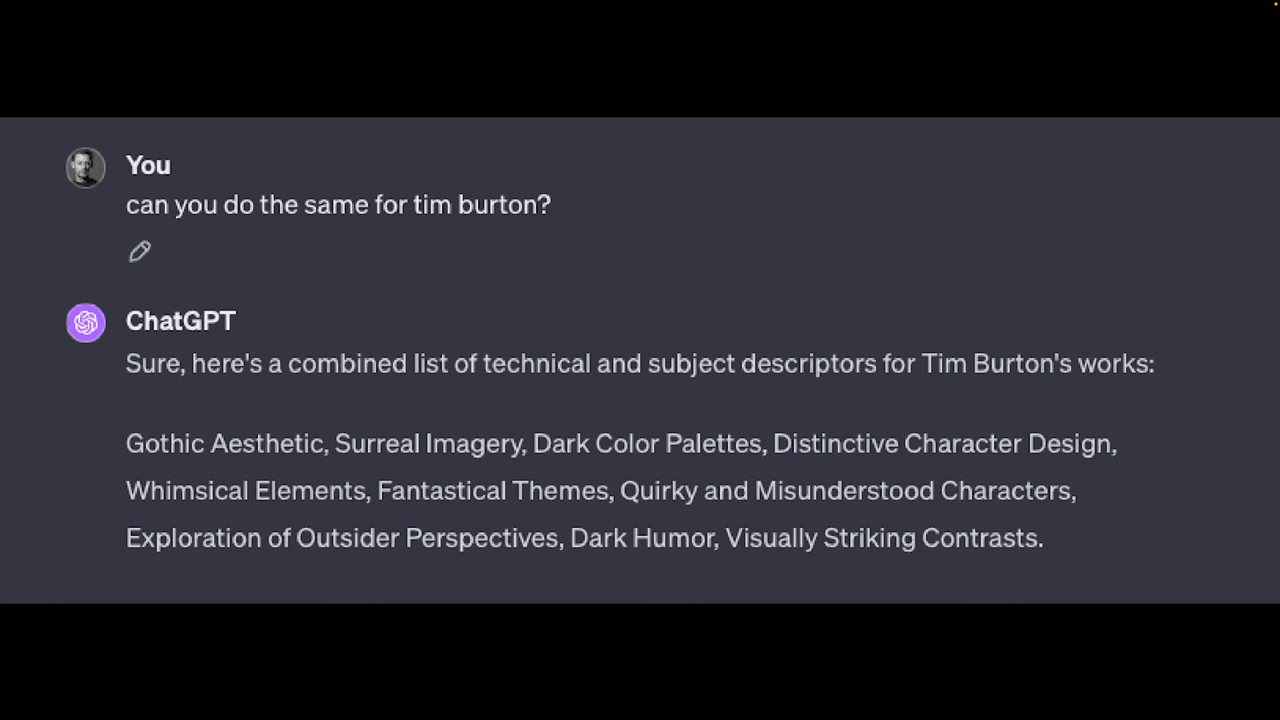 You
can you do the same for tim burton?
ChatGPT
Sure, here's a combined list of technical and subject descriptors for Tim Burton's works:
Gothic Aesthetic, Surreal Imagery, Dark Color Palettes, Distinctive Character Design,
Whimsical Elements, Fantastical Themes, Quirky and Misunderstood Characters,
Exploration of Outsider Perspectives, Dark Humor, Visually Striking Contrasts.